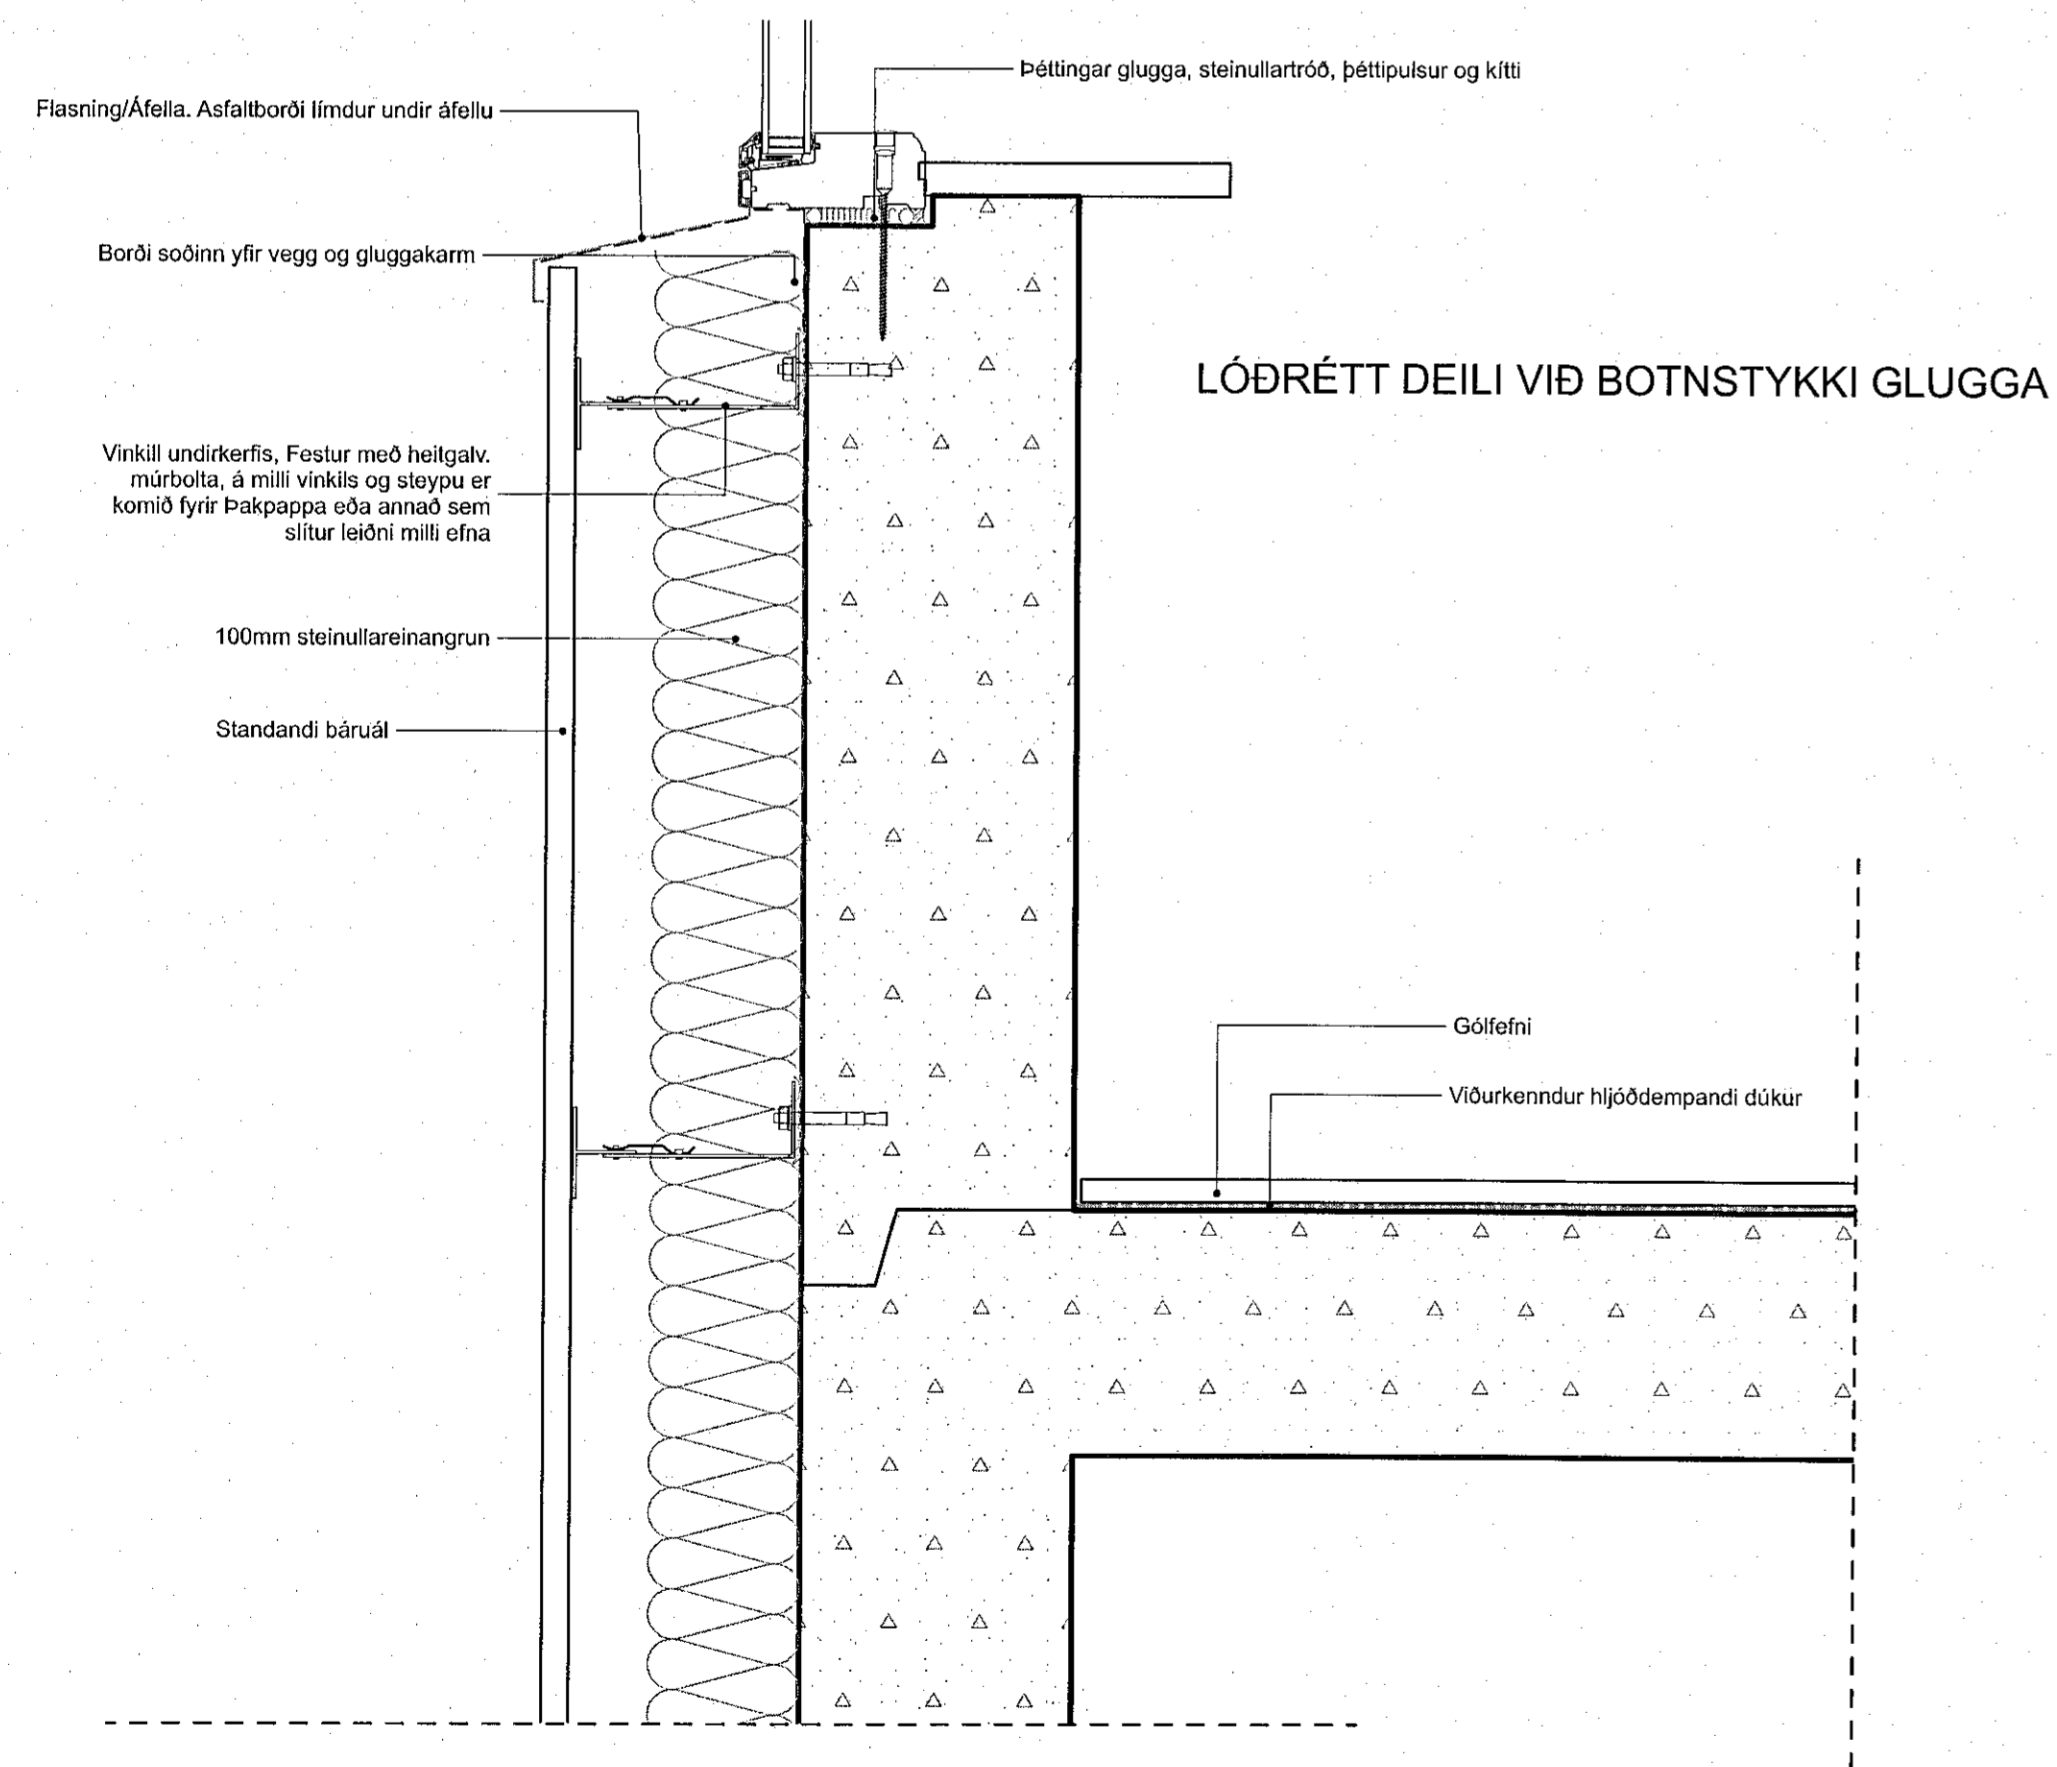 Þéttingar glugga, steinullartróð, þéttipulsur og kítti
Flasning/Áfella. Asfaltborði límdur undir áfellu
Borði soðinn yfir vegg og gluggakarm
LÓÐRÉTT DEILI VIÐ BOTNSTYKKI GLUGGA
Vinkill undirkerfis, Festur með heitgalv.
múrbolta, á milli vinkils og steypu er
komið fyrir Þakpappa eða annað sem
slítur leiðni milli efna
100mm steinullareinangrun
Standandi báruál
Gólfefni
Viðurkenndur hljóðdempandi dúkur